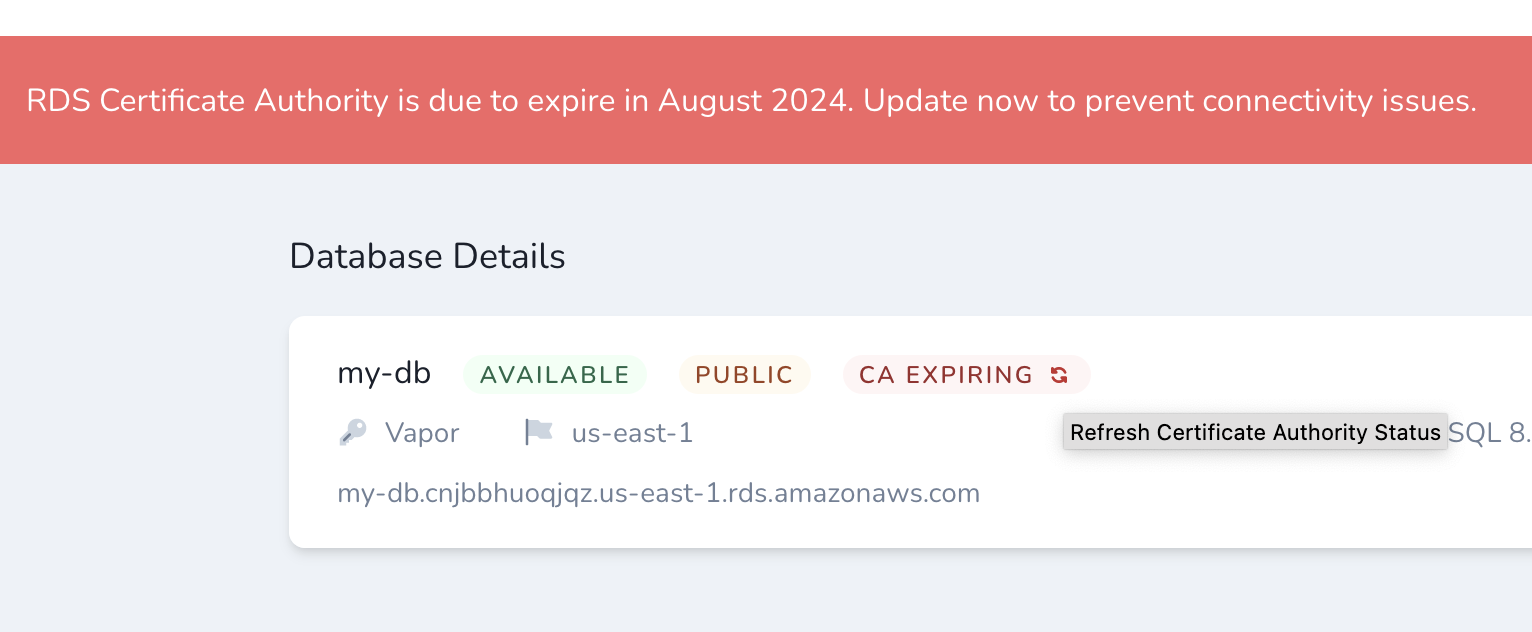 RDS Certificate Authority is due to expire in August 2024. Update now to prevent connectivity issues.
Database Details
my-db AVAILABLE PUBLIC CA EXPIRING
Vapor us-east-1 Refresh Certificate Authority Status SQL 8.
my-db.cnjbbhuoqjqz.us-east-1.rds.amazonaws.com